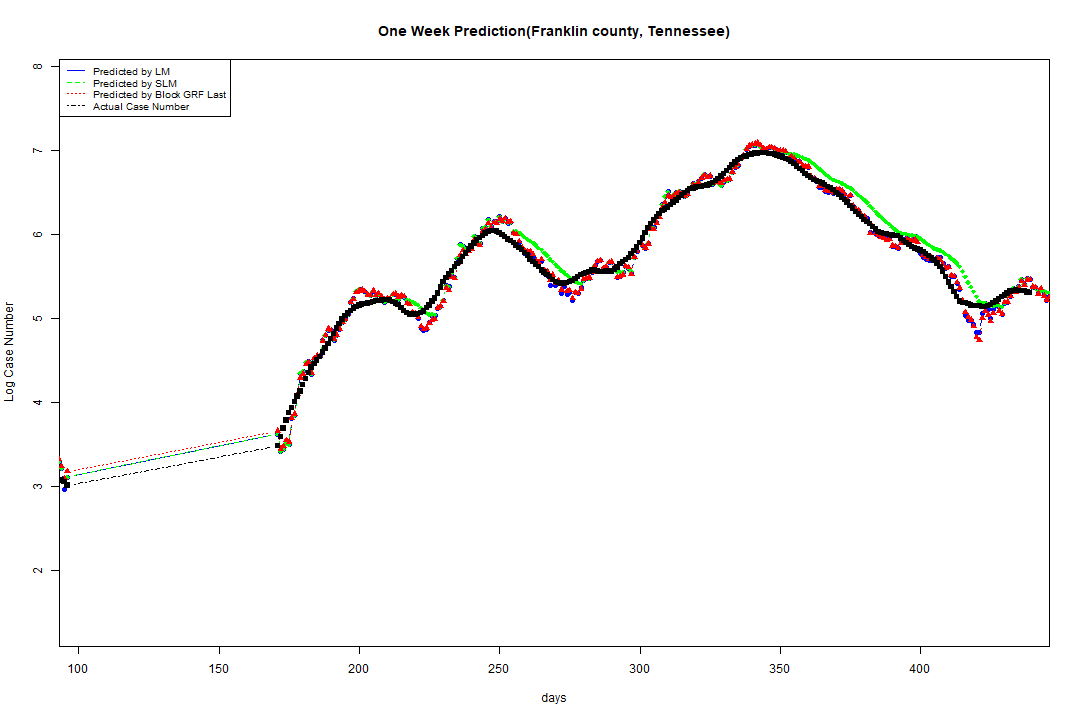 One Week Prediction(Franklin county, Tennessee)
Predicted by LM
Predicted by SLM
Predicted by Block GRF Last
Actual Case Number
8
7
6
5
4
3
2
Log Case Number
100 150 200 250 300 350 400
days